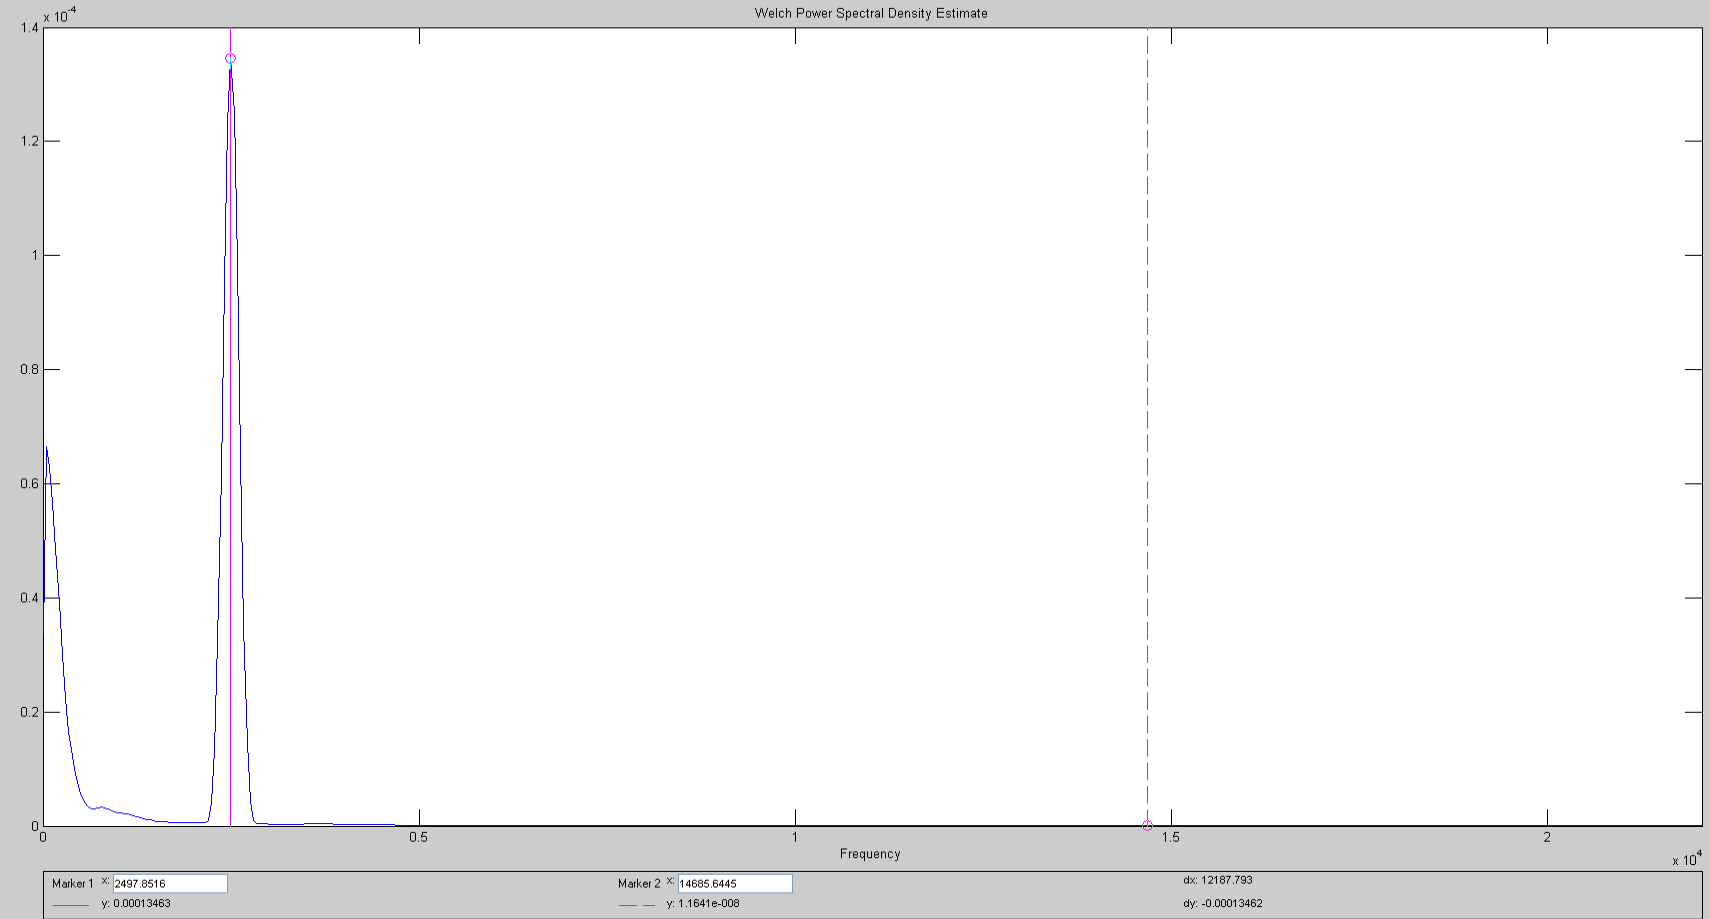 Welch Power Spectral Density Estimate
x 10^-4
1.4
1.2
1
0.8
0.6
0.4
0.2
0
0 0.5 1 1.5 2
Frequency
x 10^4
Marker 1 x: 2497.8516 Marker 2 x: 14685.6445 dx: 12187.793
y: 0.00013463 y: 1.1641e-008 dy: -0.00013462